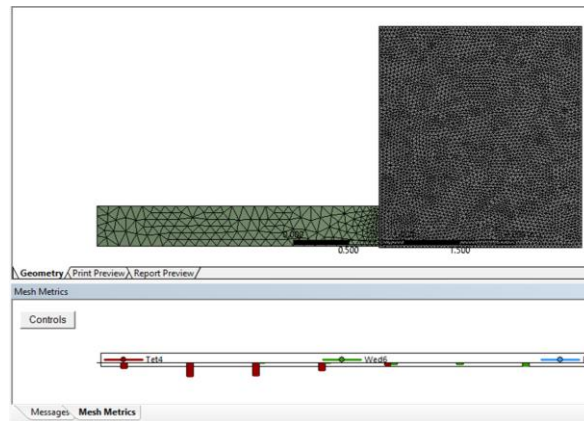 0.500
1.500
Geometry Print Preview Report Preview
Mesh Metrics
Controls
Tet4
Wed6
Messages Mesh Metrics